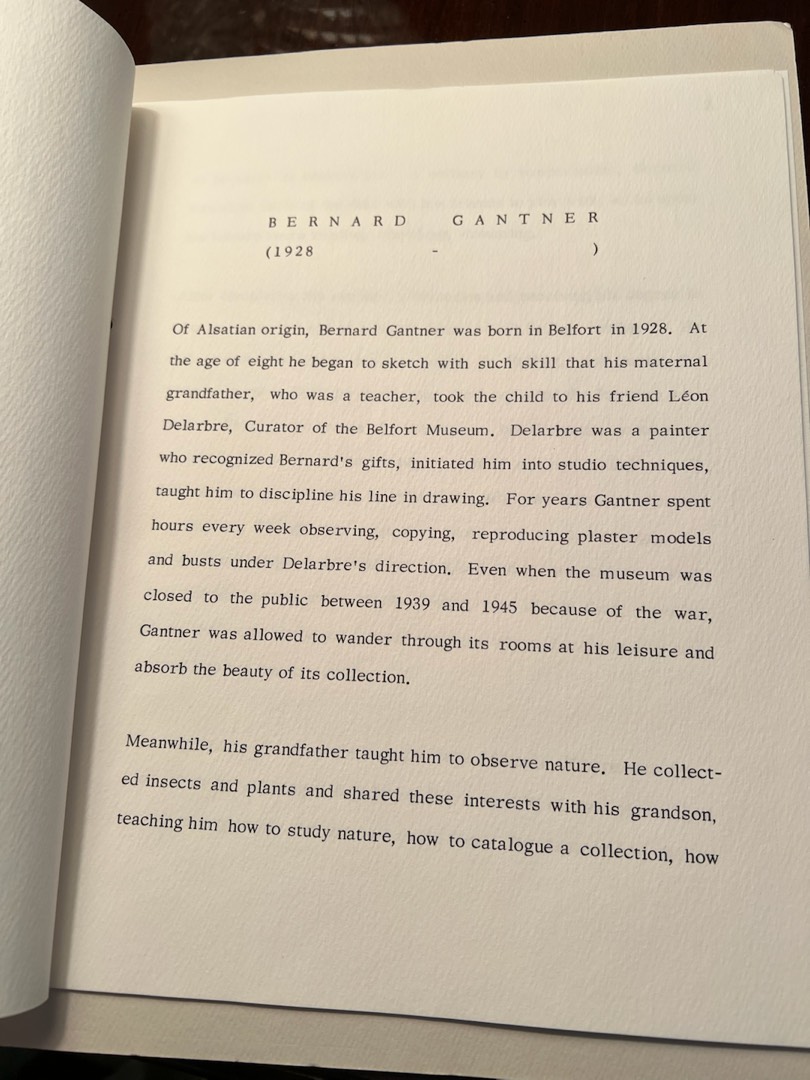 BERNARD GANTNER
(1928 - )
Of Alsatian origin, Bernard Gantner was born in Belfort in 1928. At
the age of eight he began to sketch with such skill that his maternal
grandfather, who was a teacher, took the child to his friend Léon
Delarbre, Curator of the Belfort Museum. Delarbre was a painter
who recognized Bernard's gifts, initiated him into studio techniques,
taught him to discipline his line in drawing. For years Gantner spent
hours every week observing, copying, reproducing plaster models
and busts under Delarbre's direction. Even when the museum was
closed to the public between 1939 and 1945 because of the war,
Gantner was allowed to wander through its rooms at his leisure and
absorb the beauty of its collection.
Meanwhile, his grandfather taught him to observe nature. He collect-
ed insects and plants and shared these interests with his grandson,
teaching him how to study nature, how to catalogue a collection, how